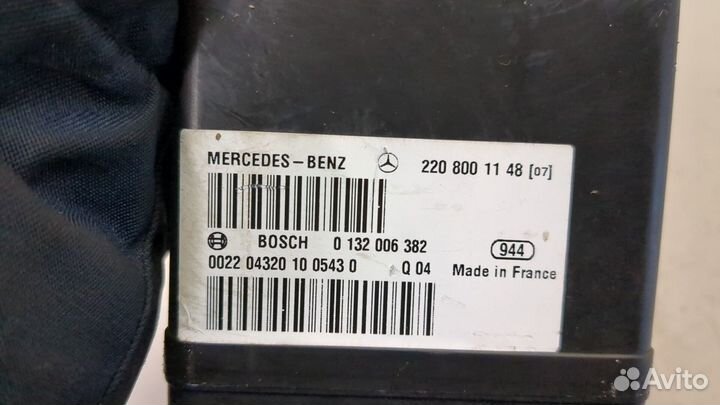 MERCEDES-BENZ 220 800 11 48 [07]
BOSCH 0 132 006 382 944
0022 04320 10 0543 0 Q 04 Made in France
Avito